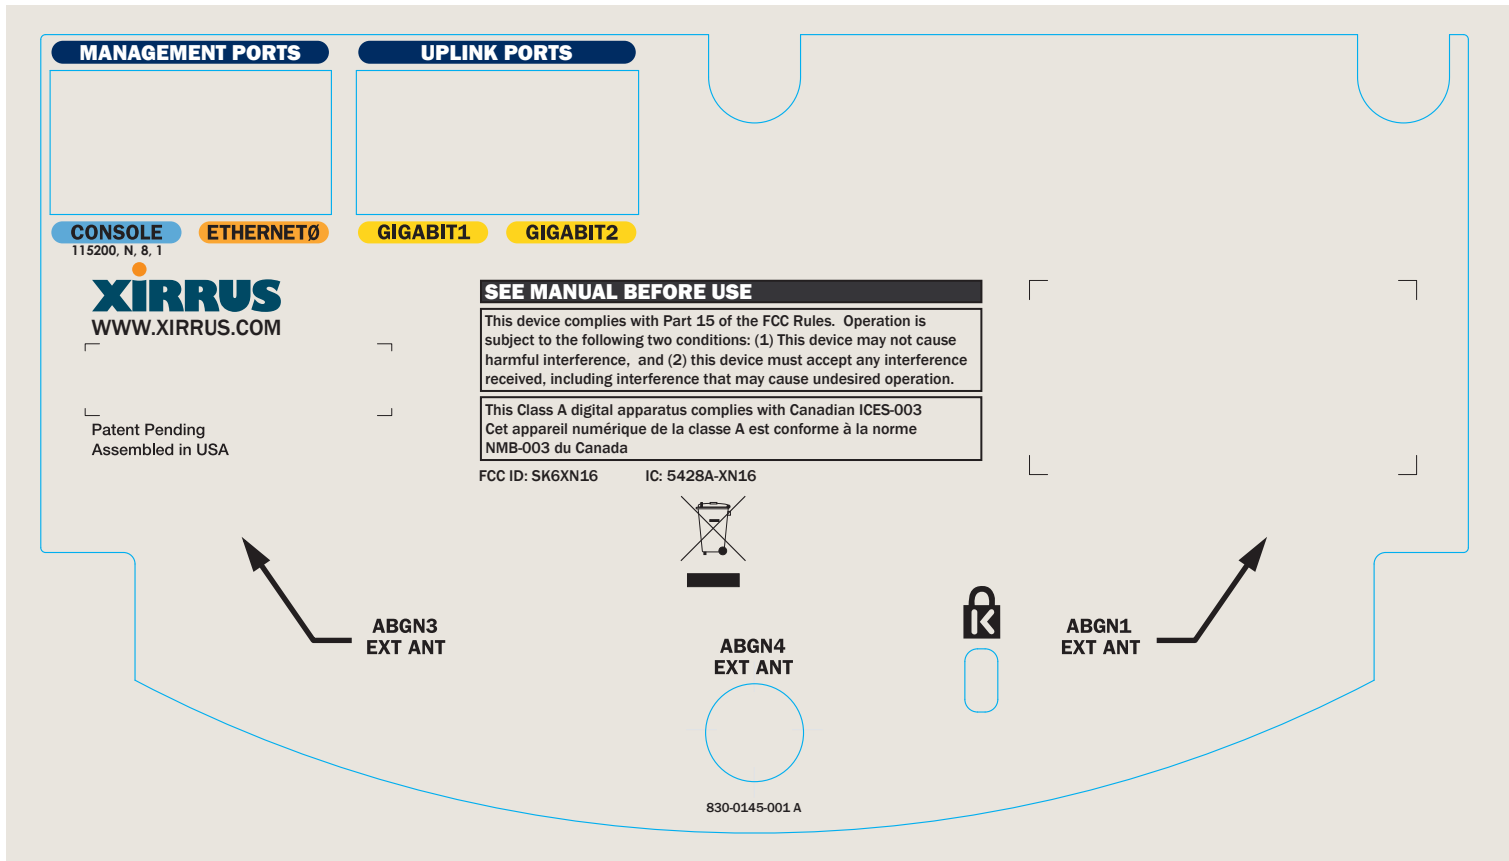 MANAGEMENT PORTS
UPLINK PORTS
CONSOLE
115200, N, 8, 1
ETHERNETØ
GIGABIT1
GIGABIT2
XiRRUS
WWW.XIRRUS.COM
Patent Pending
Assembled in USA
SEE MANUAL BEFORE USE
This device complies with Part 15 of the FCC Rules.  Operation is
subject to the following two conditions: (1) This device may not cause
harmful interference,  and (2) this device must accept any interference
received, including interference that may cause undesired operation.
This Class A digital apparatus complies with Canadian ICES-003
Cet appareil numérique de la classe A est conforme à la norme
NMB-003 du Canada
FCC ID: SK6XN16
IC: 5428A-XN16
ABGN3
EXT ANT
ABGN4
EXT ANT
K
ABGN1
EXT ANT
830-0145-001 A